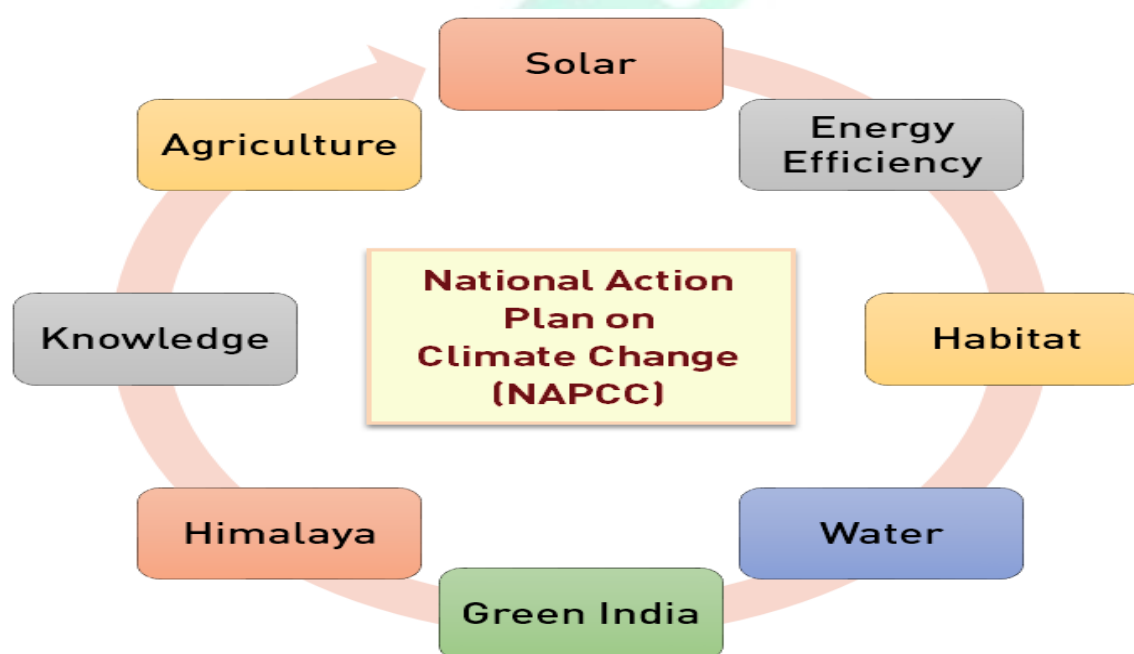 Solar
Energy
Efficiency
Habitat
Water
Green India
Himalaya
Knowledge
Agriculture
National Action
Plan on
Climate Change
(NAPCC)